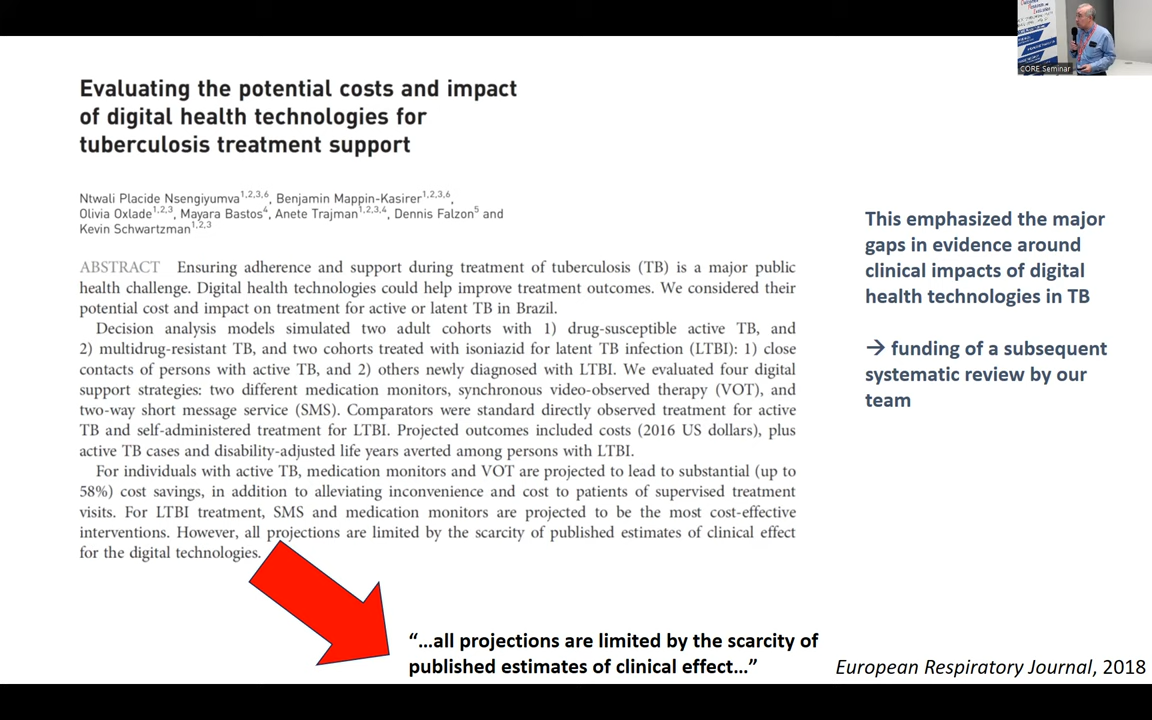 CORE Seminar
Evaluating the potential costs and impact
of digital health technologies for
tuberculosis treatment support
Ntwali Placide Nsengiyumva1,2,3,6, Benjamin Mappin-Kasirer1,2,3,6,
Olivia Oxlade1,2,3, Mayara Bastos4, Anete Trajman1,2,3,4, Dennis Falzon5 and
Kevin Schwartzman1,2,3
ABSTRACT Ensuring adherence and support during treatment of tuberculosis (TB) is a major public
health challenge. Digital health technologies could help improve treatment outcomes. We considered their
potential cost and impact on treatment for active or latent TB in Brazil.
Decision analysis models simulated two adult cohorts with 1) drug-susceptible active TB, and
2) multidrug-resistant TB, and two cohorts treated with isoniazid for latent TB infection (LTBI): 1) close
contacts of persons with active TB, and 2) others newly diagnosed with LTBI. We evaluated four digital
support strategies: two different medication monitors, synchronous video-observed therapy (VOT), and
two-way short message service (SMS). Comparators were standard directly observed treatment for active
TB and self-administered treatment for LTBI. Projected outcomes included costs (2016 US dollars), plus
active TB cases and disability-adjusted life years averted among persons with LTBI.
For individuals with active TB, medication monitors and VOT are projected to lead to substantial (up to
58%) cost savings, in addition to alleviating inconvenience and cost to patients of supervised treatment
visits. For LTBI treatment, SMS and medication monitors are projected to be the most cost-effective
interventions. However, all projections are limited by the scarcity of published estimates of clinical effect
for the digital technologies.
This emphasized the major
gaps in evidence around
clinical impacts of digital
health technologies in TB
→ funding of a subsequent
systematic review by our
team
“…all projections are limited by the scarcity of
published estimates of clinical effect…”
European Respiratory Journal, 2018